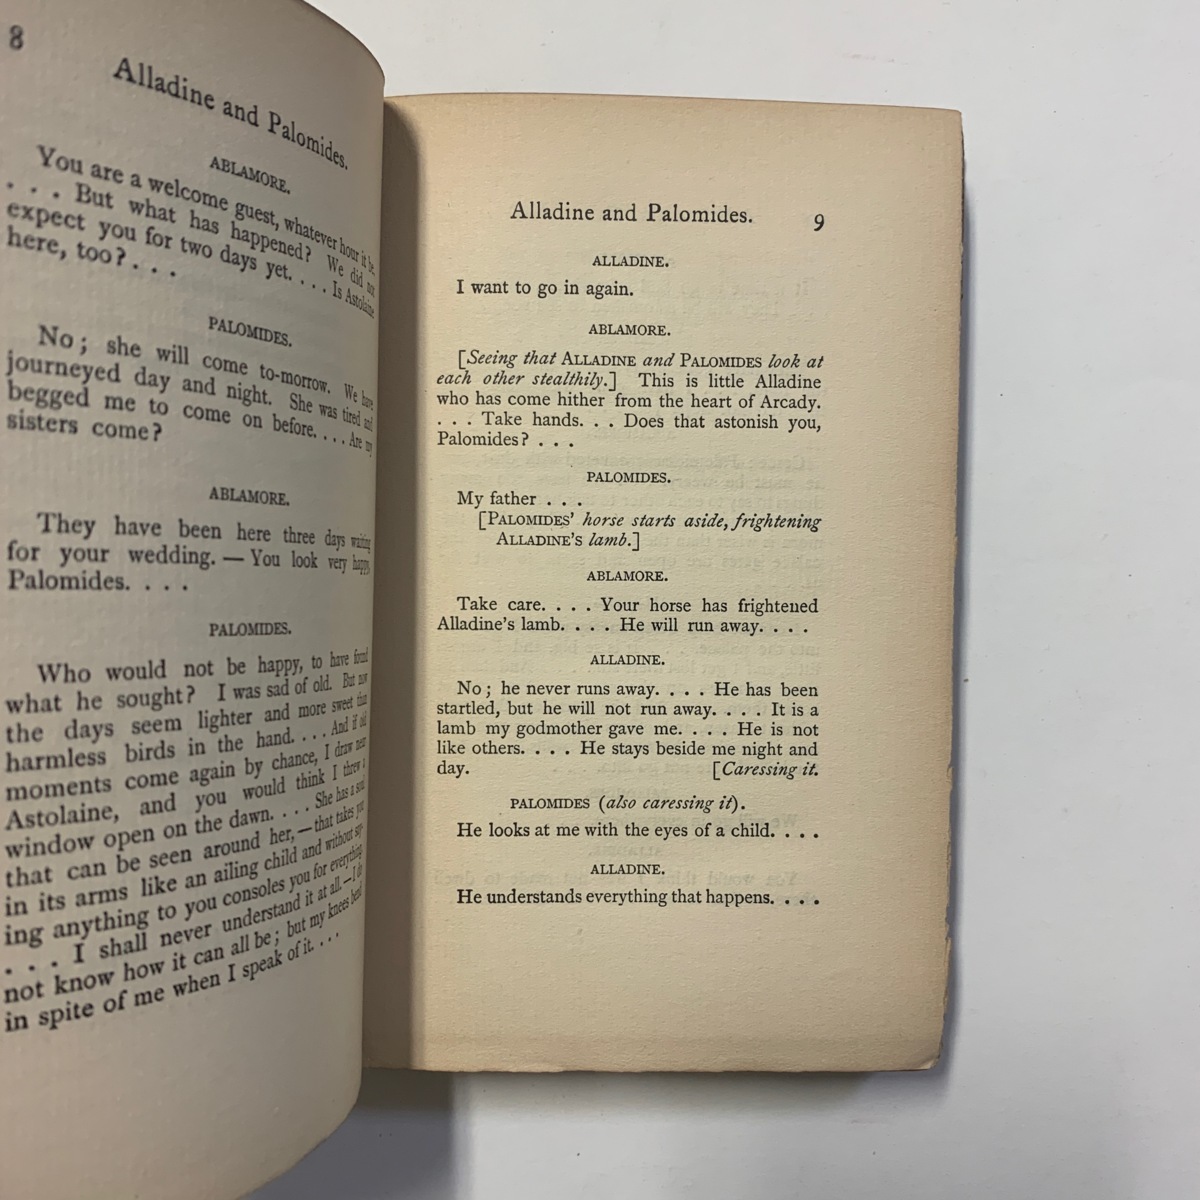 8
Alladine and Palomides.
ABLAMORE.
You are a welcome guest, whatever hour it be.
. . . But what has happened? We did not
expect you for two days yet. . . . Is Astolaine
here, too? . . .
PALOMIDES.
No; she will come to-morrow. We have
journeyed day and night. She was tired and
begged me to come on before. . . . Are my
sisters come?
ABLAMORE.
They have been here three days waiting
for your wedding. — You look very happy,
Palomides. . . .
PALOMIDES.
Who would not be happy, to have found
what he sought? I was sad of old. But now
the days seem lighter and more sweet than
harmless birds in the hand. . . . And if old
moments come again by chance, I draw near
Astolaine, and you would think I threw a
window open on the dawn. . . . She has a soul
that can be seen around her, — that takes you
in its arms like an ailing child and without say-
ing anything to you consoles you for everything
. . . I shall never understand it at all. — I do
not know how it can all be; but my knees bend
in spite of me when I speak of it. . . .
Alladine and Palomides. 9
ALLADINE.
I want to go in again.
ABLAMORE.
[Seeing that ALLADINE and PALOMIDES look at
each other stealthily.] This is little Alladine
who has come hither from the heart of Arcady.
. . . Take hands. . . Does that astonish you,
Palomides? . . .
PALOMIDES.
My father . . .
[PALOMIDES' horse starts aside, frightening
ALLADINE'S lamb.]
ABLAMORE.
Take care. . . . Your horse has frightened
Alladine's lamb. . . . He will run away. . . .
ALLADINE.
No; he never runs away. . . . He has been
startled, but he will not run away. . . . It is a
lamb my godmother gave me. . . . He is not
like others. . . . He stays beside me night and
day. [Caressing it.
PALOMIDES (also caressing it).
He looks at me with the eyes of a child. . . .
ALLADINE.
He understands everything that happens. . . .